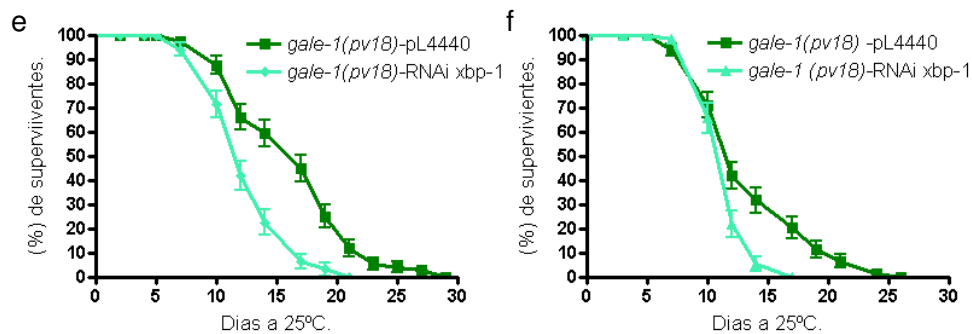 e
gale-1(pv18)-pL4440
gale-1(pv18)-RNAi xbp-1
(%) de superviiventes.
100
90
80
70
60
50
40
30
20
10
0
0 5 10 15 20 25 30
Dias a 25ºC.
f
gale-1(pv18) -pL4440
gale-1 (pv18)-RNAi xbp-1
(%) de supervivientes.
100
90
80
70
60
50
40
30
20
10
0
0 5 10 15 20 25 30
Dias a 25ºC.